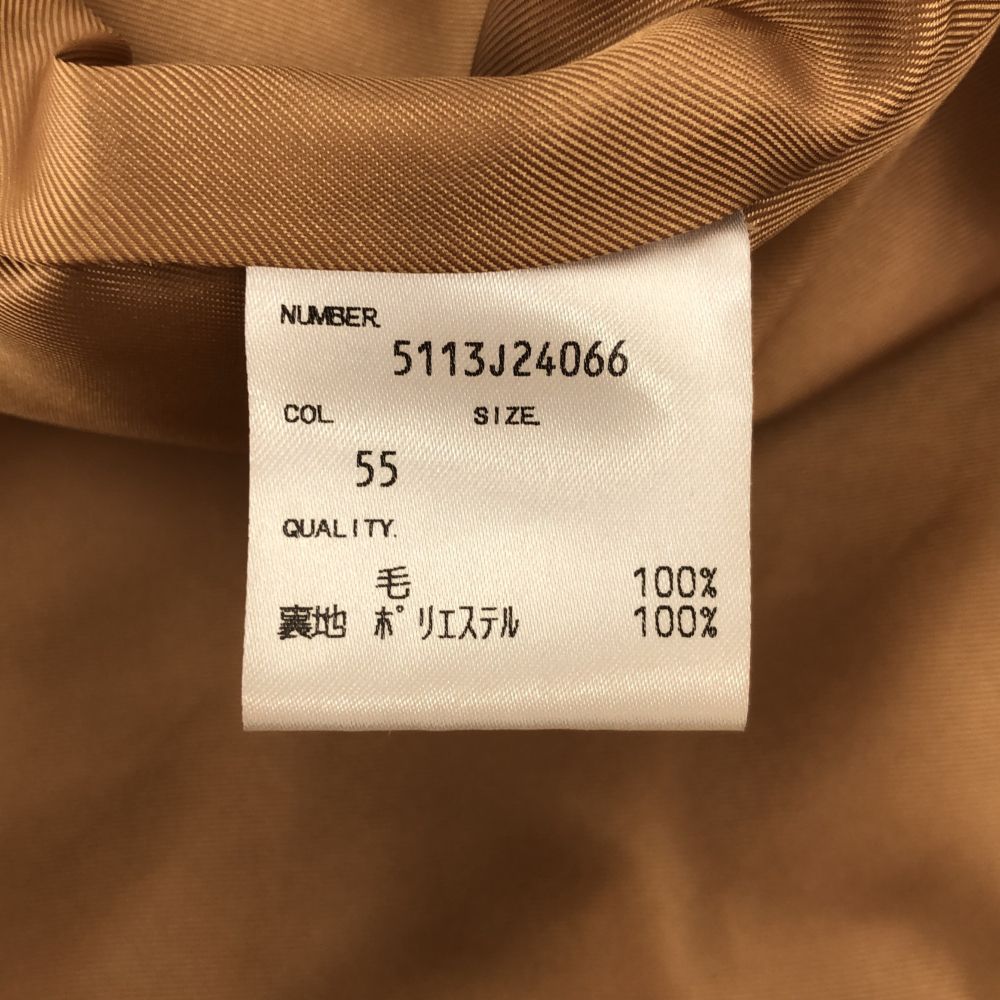 NUMBER.
5113J24066
COL. SIZE.
55
QUALITY.
毛 100%
裏地 ポリエステル 100%